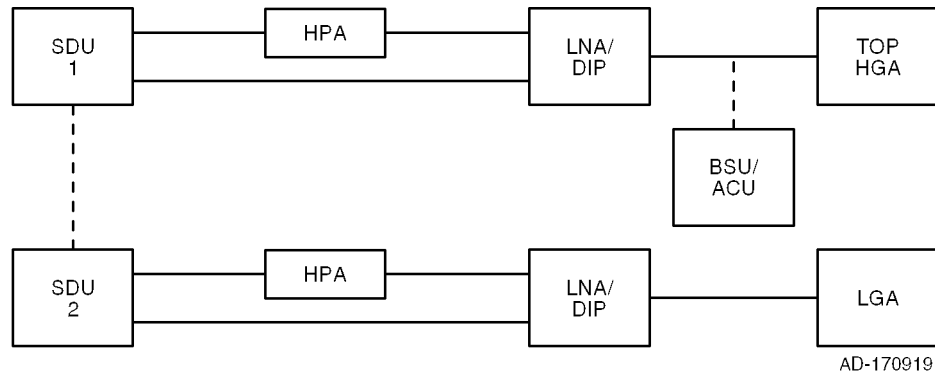 SDU
1
HPA
LNA/
DIP
TOP
HGA
BSU/
ACU
SDU
2
HPA
LNA/
DIP
LGA
AD-170919